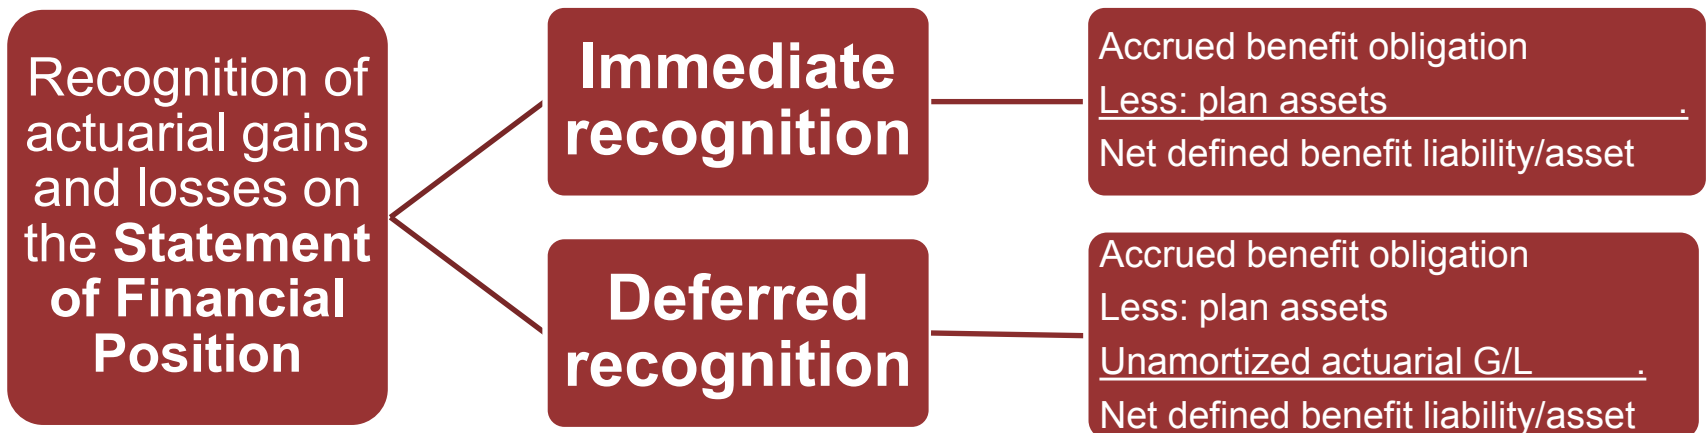 Recognition of
actuarial gains
and losses on
the Statement
of Financial
Position
Immediate
recognition
Accrued benefit obligation
Less: plan assets .
Net defined benefit liability/asset
Deferred
recognition
Accrued benefit obligation
Less: plan assets
Unamortized actuarial G/L .
Net defined benefit liability/asset